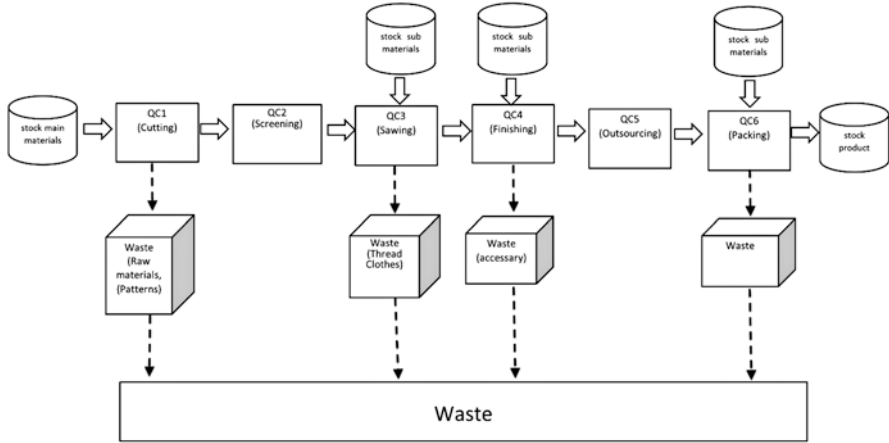 stock sub
materials
stock sub
materials
stock sub
materials
stock main
materials
QC1
(Cutting)
QC2
(Screening)
QC3
(Sawing)
QC4
(Finishing)
QC5
(Outsourcing)
QC6
(Packing)
stock
product
Waste
(Raw
materials,
(Patterns)
Waste
(Thread
Clothes)
Waste
(accessary)
Waste
Waste